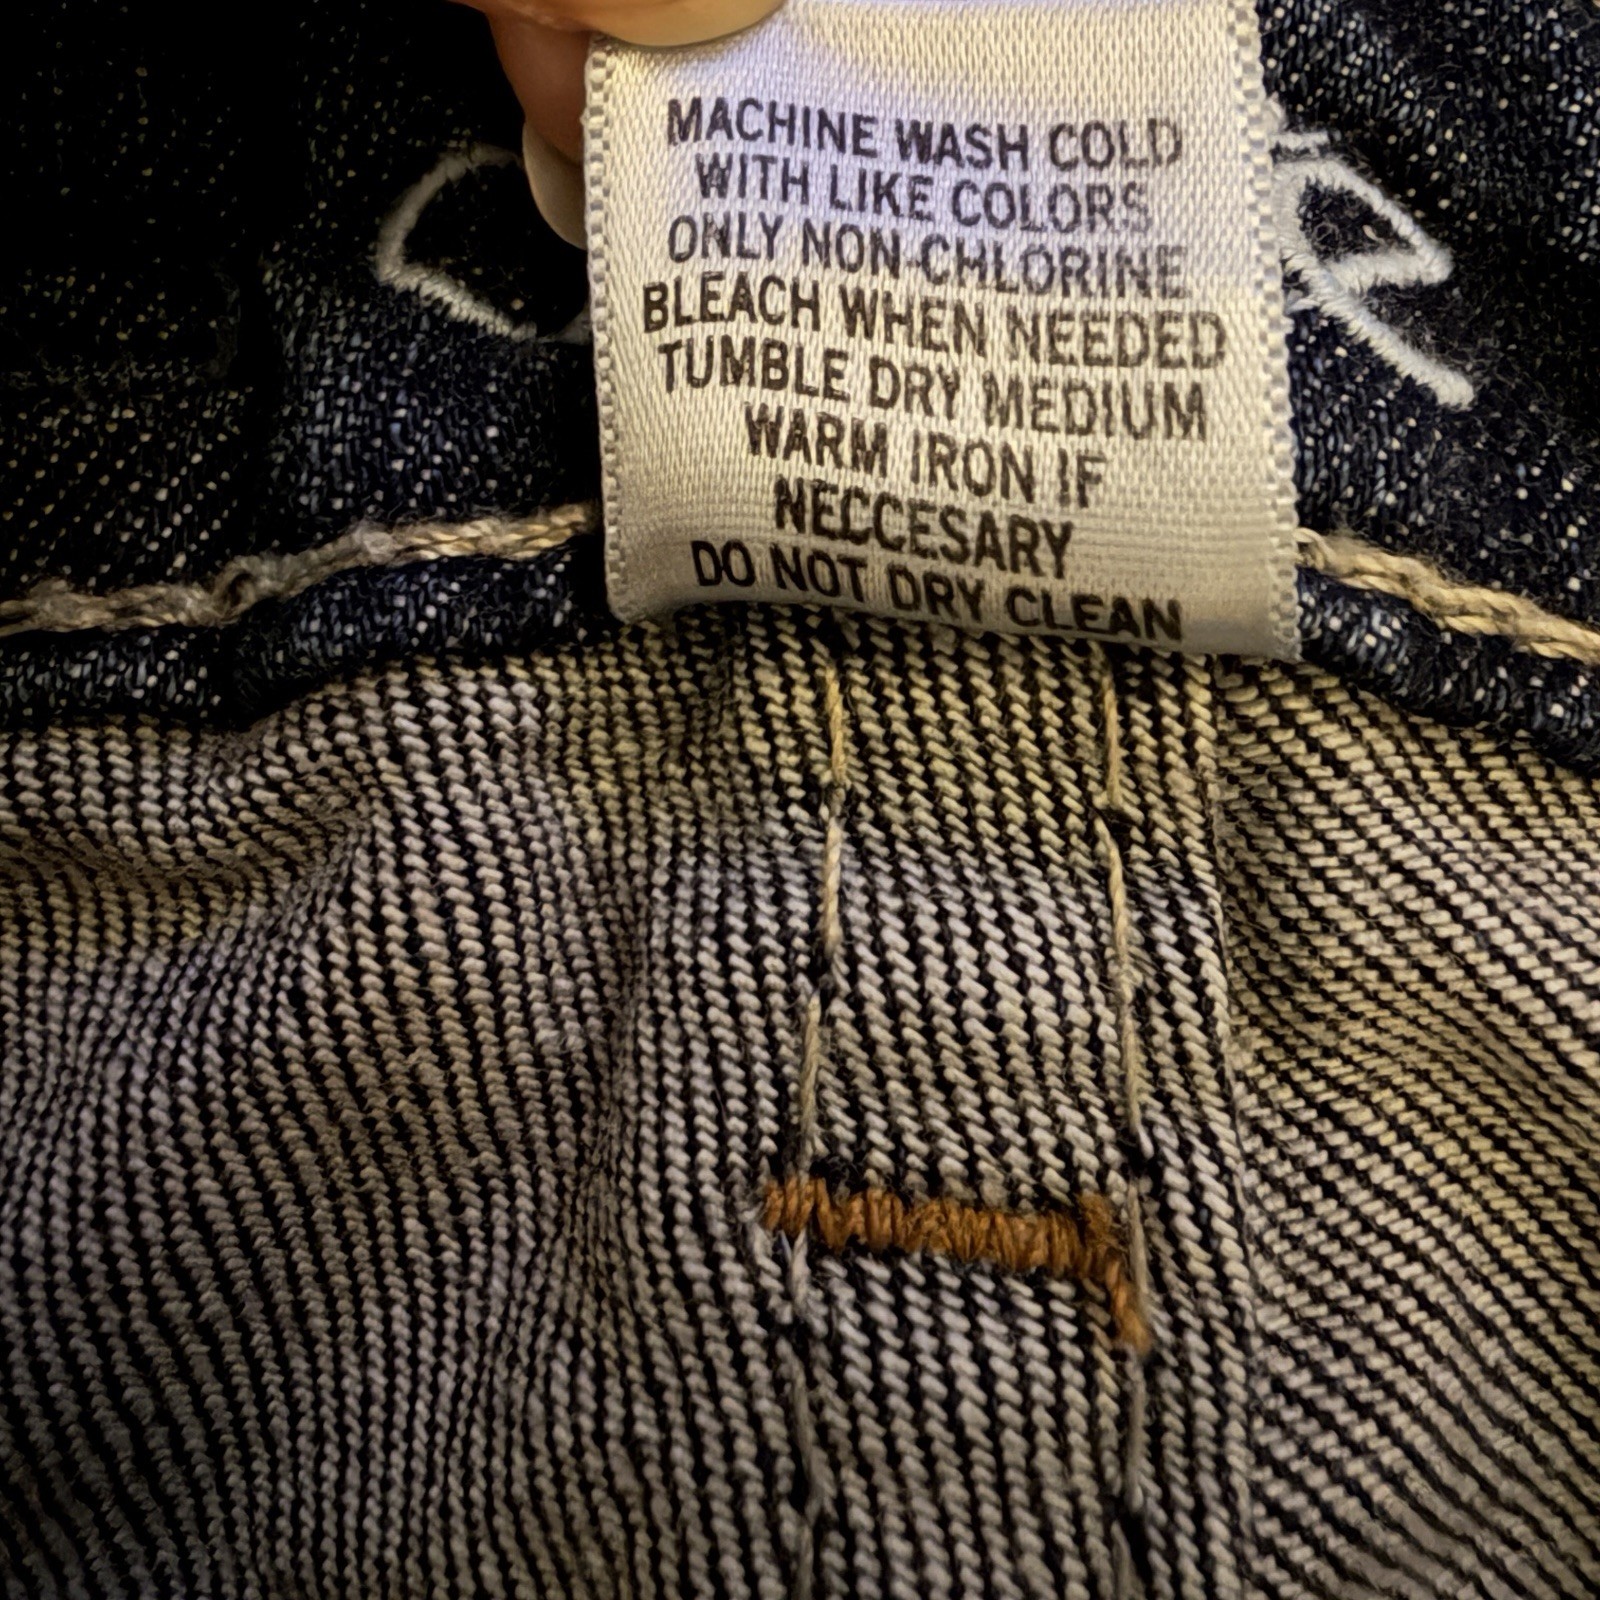 MACHINE WASH COLD
WITH LIKE COLORS
ONLY NON-CHLORINE
BLEACH WHEN NEEDED
TUMBLE DRY MEDIUM
WARM IRON IF
NECCESARY
DO NOT DRY CLEAN